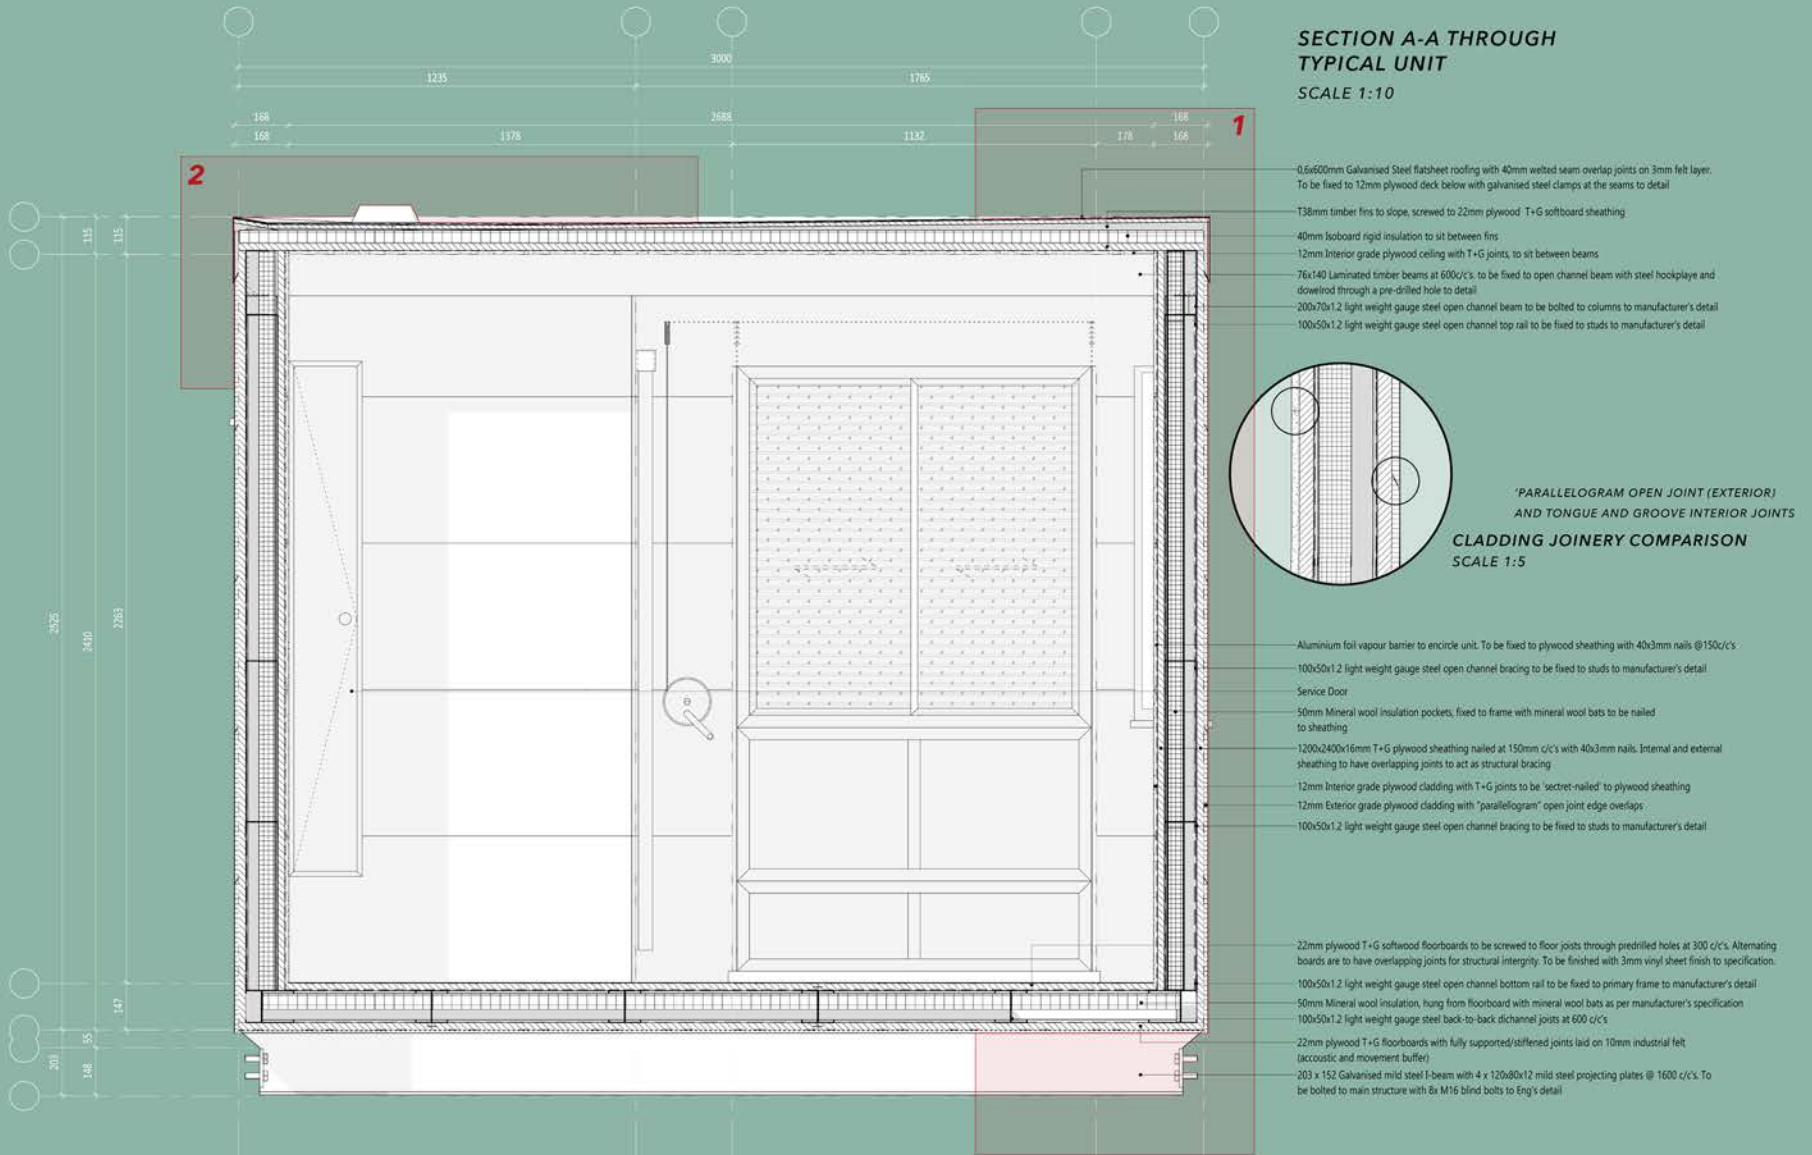 SECTION A-A THROUGH
TYPICAL UNIT
SCALE 1:10
3000
1235
1765
168
2688
168
168
1378
1132
178
168
1
2
0,6x600mm Galvanised Steel flatsheet roofing with 40mm welted seam overlap joints on 3mm felt layer.
To be fixed to 12mm plywood deck below with galvanised steel clamps at the seams to detail
T38mm timber fins to slope, screwed to 22mm plywood T+G softboard sheathing
40mm Isoboard rigid insulation to sit between fins
12mm Interior grade plywood ceiling with T+G joints, to sit between beams
76x140 Laminated timber beams at 600c/c's. to be fixed to open channel beam with steel hookplaye and
dowelrod through a pre-drilled hole to detail
200x70x1.2 light weight gauge steel open channel beam to be bolted to columns to manufacturer's detail
100x50x1.2 light weight gauge steel open channel top rail to be fixed to studs to manufacturer's detail
115
115
'PARALLELOGRAM OPEN JOINT (EXTERIOR)
AND TONGUE AND GROOVE INTERIOR JOINTS
CLADDING JOINERY COMPARISON
SCALE 1:5
2525
2410
2263
Aluminium foil vapour barrier to encircle unit. To be fixed to plywood sheathing with 40x3mm nails @150c/c's
100x50x1.2 light weight gauge steel open channel bracing to be fixed to studs to manufacturer's detail
Service Door
50mm Mineral wool insulation pockets, fixed to frame with mineral wool bats to be nailed
to sheathing
1200x2400x16mm T+G plywood sheathing nailed at 150mm c/c's with 40x3mm nails. Internal and external
sheathing to have overlapping joints to act as structural bracing
12mm Interior grade plywood cladding with T+G joints to be 'sectret-nailed' to plywood sheathing
12mm Exterior grade plywood cladding with "parallellogram" open joint edge overlaps
100x50x1.2 light weight gauge steel open channel bracing to be fixed to studs to manufacturer's detail
22mm plywood T+G softwood floorboards to be screwed to floor joists through predrilled holes at 300 c/c's. Alternating
boards are to have overlapping joints for structural intergrity. To be finished with 3mm vinyl sheet finish to specification.
100x50x1.2 light weight gauge steel open channel bottom rail to be fixed to primary frame to manufacturer's detail
50mm Mineral wool insulation, hung from floorboard with mineral wool bats as per manufacturer's specification
100x50x1.2 light weight gauge steel back-to-back dichannel joists at 600 c/c's
22mm plywood T+G floorboards with fully supported/stiffened joints laid on 10mm industrial felt
(accoustic and movement buffer)
203 x 152 Galvanised mild steel I-beam with 4 x 120x80x12 mild steel projecting plates @ 1600 c/c's. To
be bolted to main structure with 8x M16 blind bolts to Eng's detail
147
55
203
148